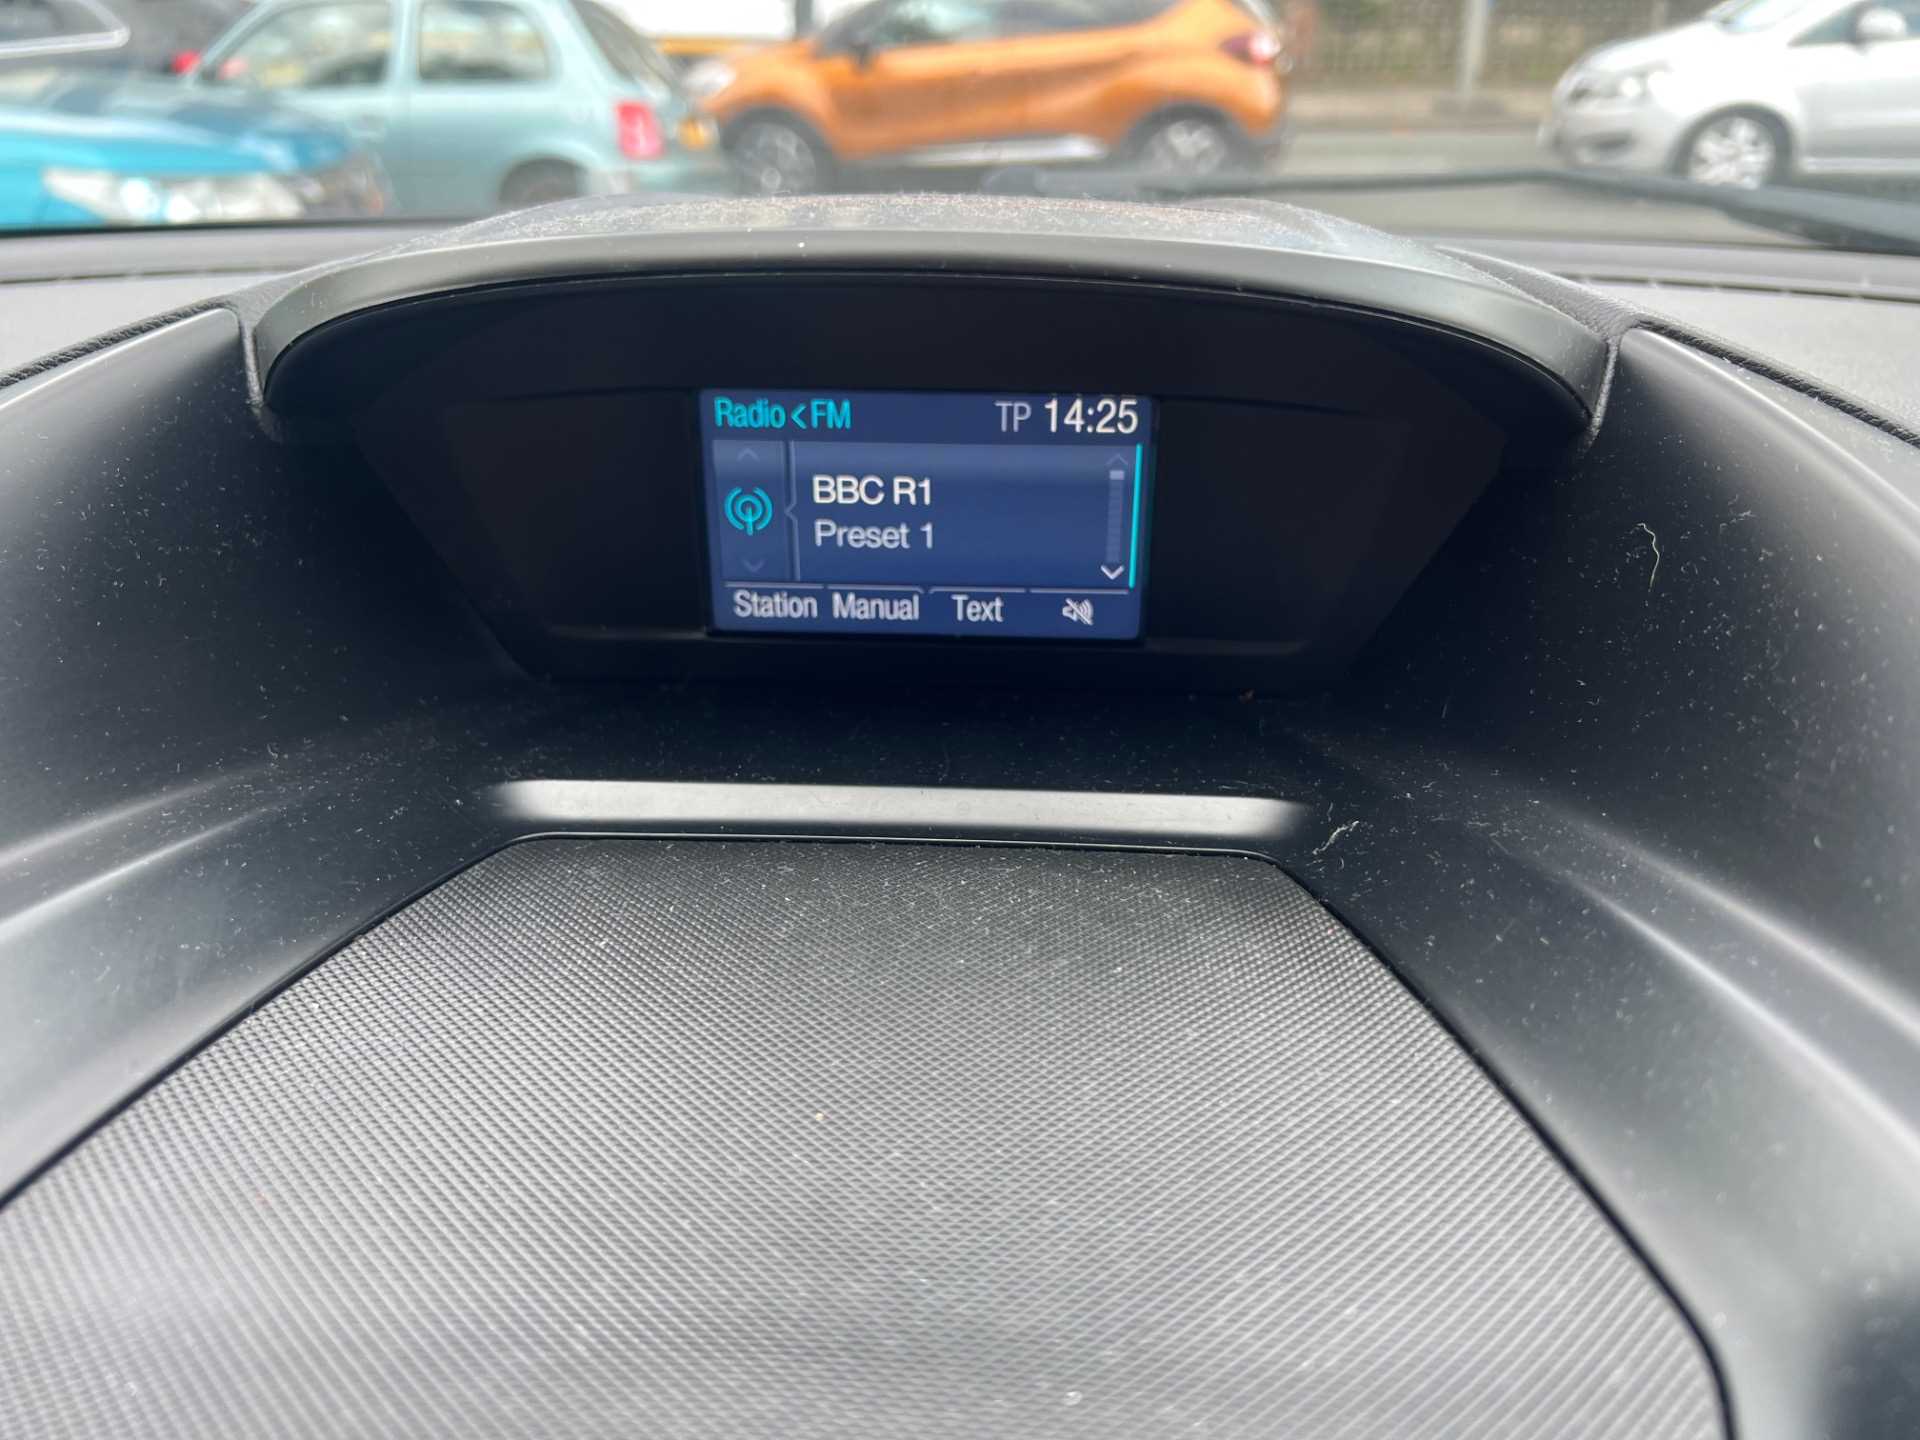 Radio < FM TP 14:25
BBC R1
Preset 1
Station Manual Text